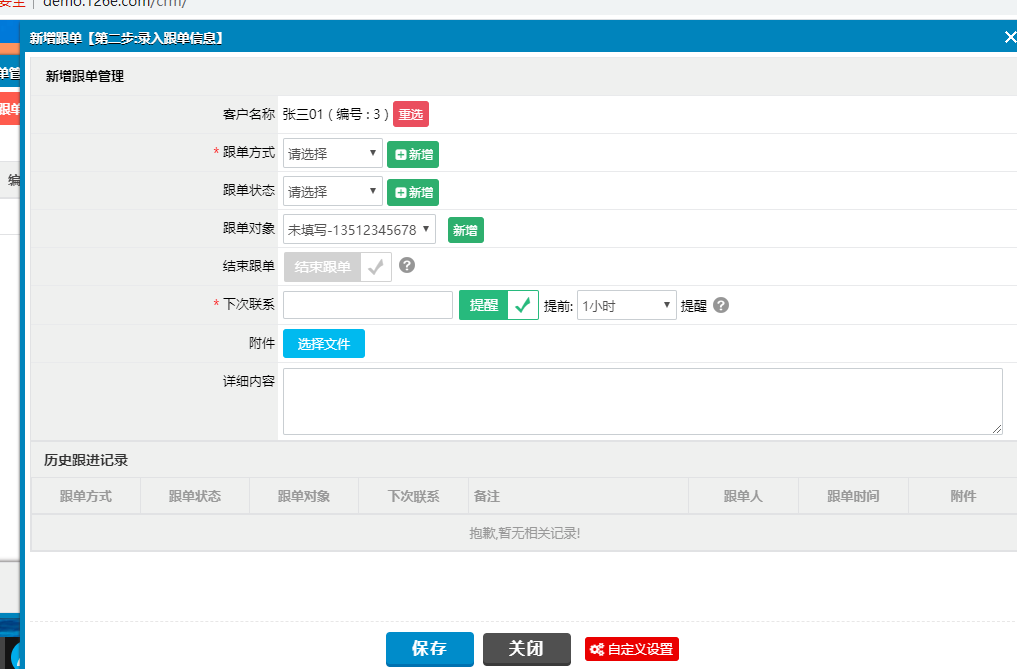 安全 demo.126e.com/crm/
新增跟单【第二步:录入跟单信息】
单管
跟单
编
新增跟单管理
客户名称 张三01 ( 编号 : 3 ) 重选
* 跟单方式 请选择 新增
跟单状态 请选择 新增
跟单对象 未填写-13512345678 新增
结束跟单 结束跟单
* 下次联系 提醒 提前: 1小时 提醒
附件 选择文件
详细内容
历史跟进记录
跟单方式 跟单状态 跟单对象 下次联系 备注 跟单人 跟单时间 附件
抱歉,暂无相关记录!
保存 关闭 自定义设置